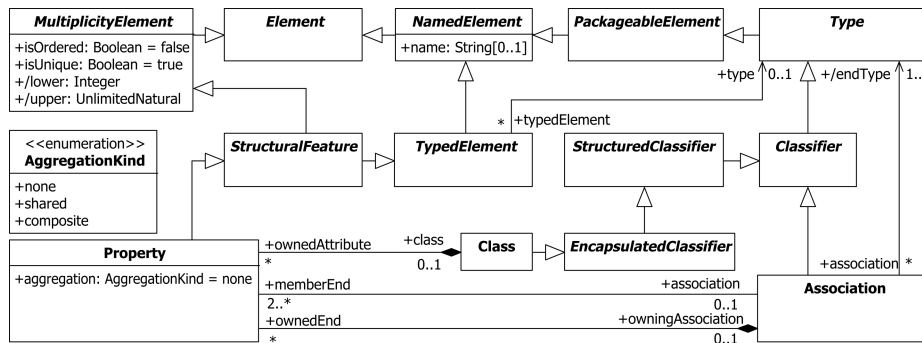 MultiplicityElement
+isOrdered: Boolean = false
+isUnique: Boolean = true
+/lower: Integer
+/upper: UnlimitedNatural
Element
NamedElement
+name: String[0..1]
PackageableElement
Type
+type
0..1
+/endType
1..
*
+typedElement
<<enumeration>>
AggregationKind
+none
+shared
+composite
StructuralFeature
TypedElement
StructuredClassifier
Classifier
Property
+aggregation: AggregationKind = none
+ownedAttribute
*
+class
0..1
Class
EncapsulatedClassifier
+association
*
+memberEnd
2..*
+association
0..1
Association
+ownedEnd
*
+owningAssociation
0..1